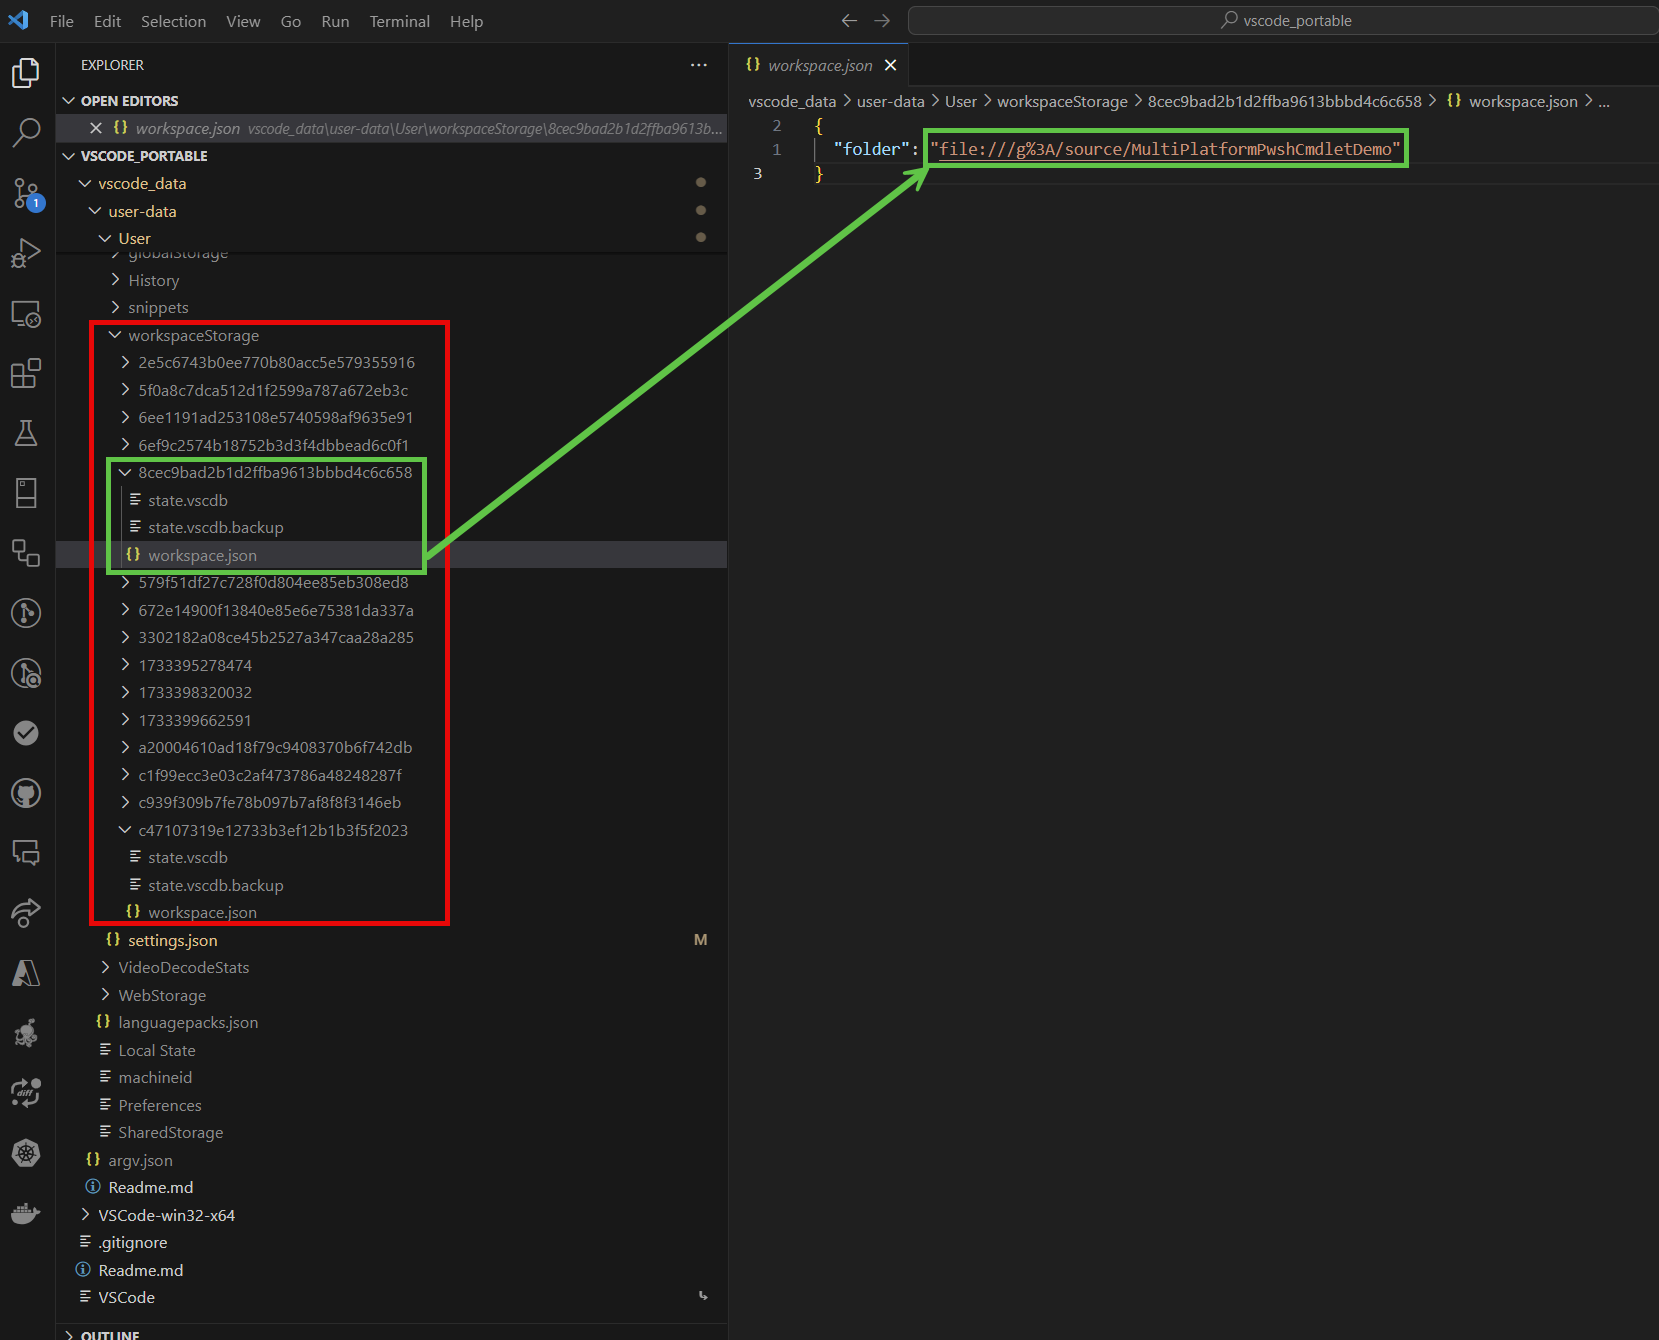 File Edit Selection View Go Run Terminal Help
vscode_portable
EXPLORER
OPEN EDITORS
workspace.json vscode_data\user-data\User\workspaceStorage\8cec9bad2b1d2ffba9613b...
VSCODE_PORTABLE
vscode_data
user-data
User
globalStorage
History
snippets
workspaceStorage
2e5c6743b0ee770b80acc5e579355916
5f0a8c7dca512d1f2599a787a672eb3c
6ee1191ad253108e5740598af9635e91
6ef9c2574b18752b3d3f4dbbead6c0f1
8cec9bad2b1d2ffba9613bbbd4c6c658
state.vscdb
state.vscdb.backup
{} workspace.json
579f51df27c728f0d804ee85eb308ed8
672e14900f13840e85e6e75381da337a
3302182a08ce45b2527a347caa28a285
1733395278474
1733398320032
1733399662591
a20004610ad18f79c9408370b6f742db
c1f99ecc3e03c2af473786a48248287f
c939f309b7fe78b097b7af8f8f3146eb
c47107319e12733b3ef12b1b3f5f2023
state.vscdb
state.vscdb.backup
{} workspace.json
{} settings.json M
VideoDecodeStats
WebStorage
{} languagepacks.json
Local State
machineid
Preferences
SharedStorage
{} argv.json
Readme.md
VSCode-win32-x64
.gitignore
Readme.md
VSCode
OUTLINE
1
diff
{} workspace.json
vscode_data > user-data > User > workspaceStorage > 8cec9bad2b1d2ffba9613bbbd4c6c658 > {} workspace.json > ...
2 {
1 "folder": "file:///g%3A/source/MultiPlatformPwshCmdletDemo"
3 }